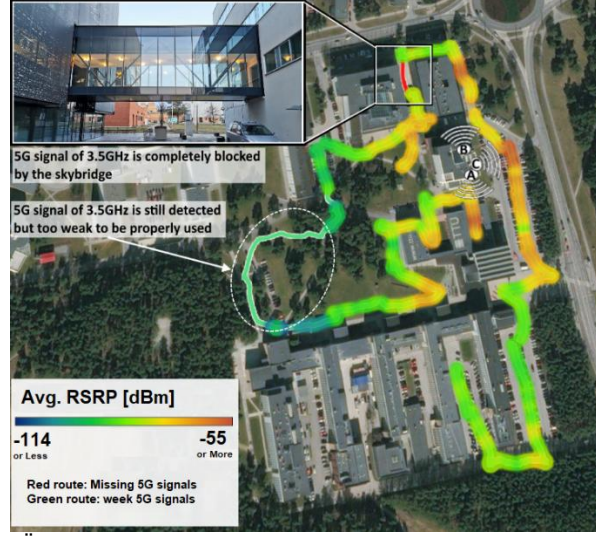 5G signal of 3.5GHz is completely blocked
by the skybridge
B
C
A
5G signal of 3.5GHz is still detected
but too weak to be properly used
Avg. RSRP [dBm]
-114
-55
or Less
or More
Red route: Missing 5G signals
Green route: week 5G signals